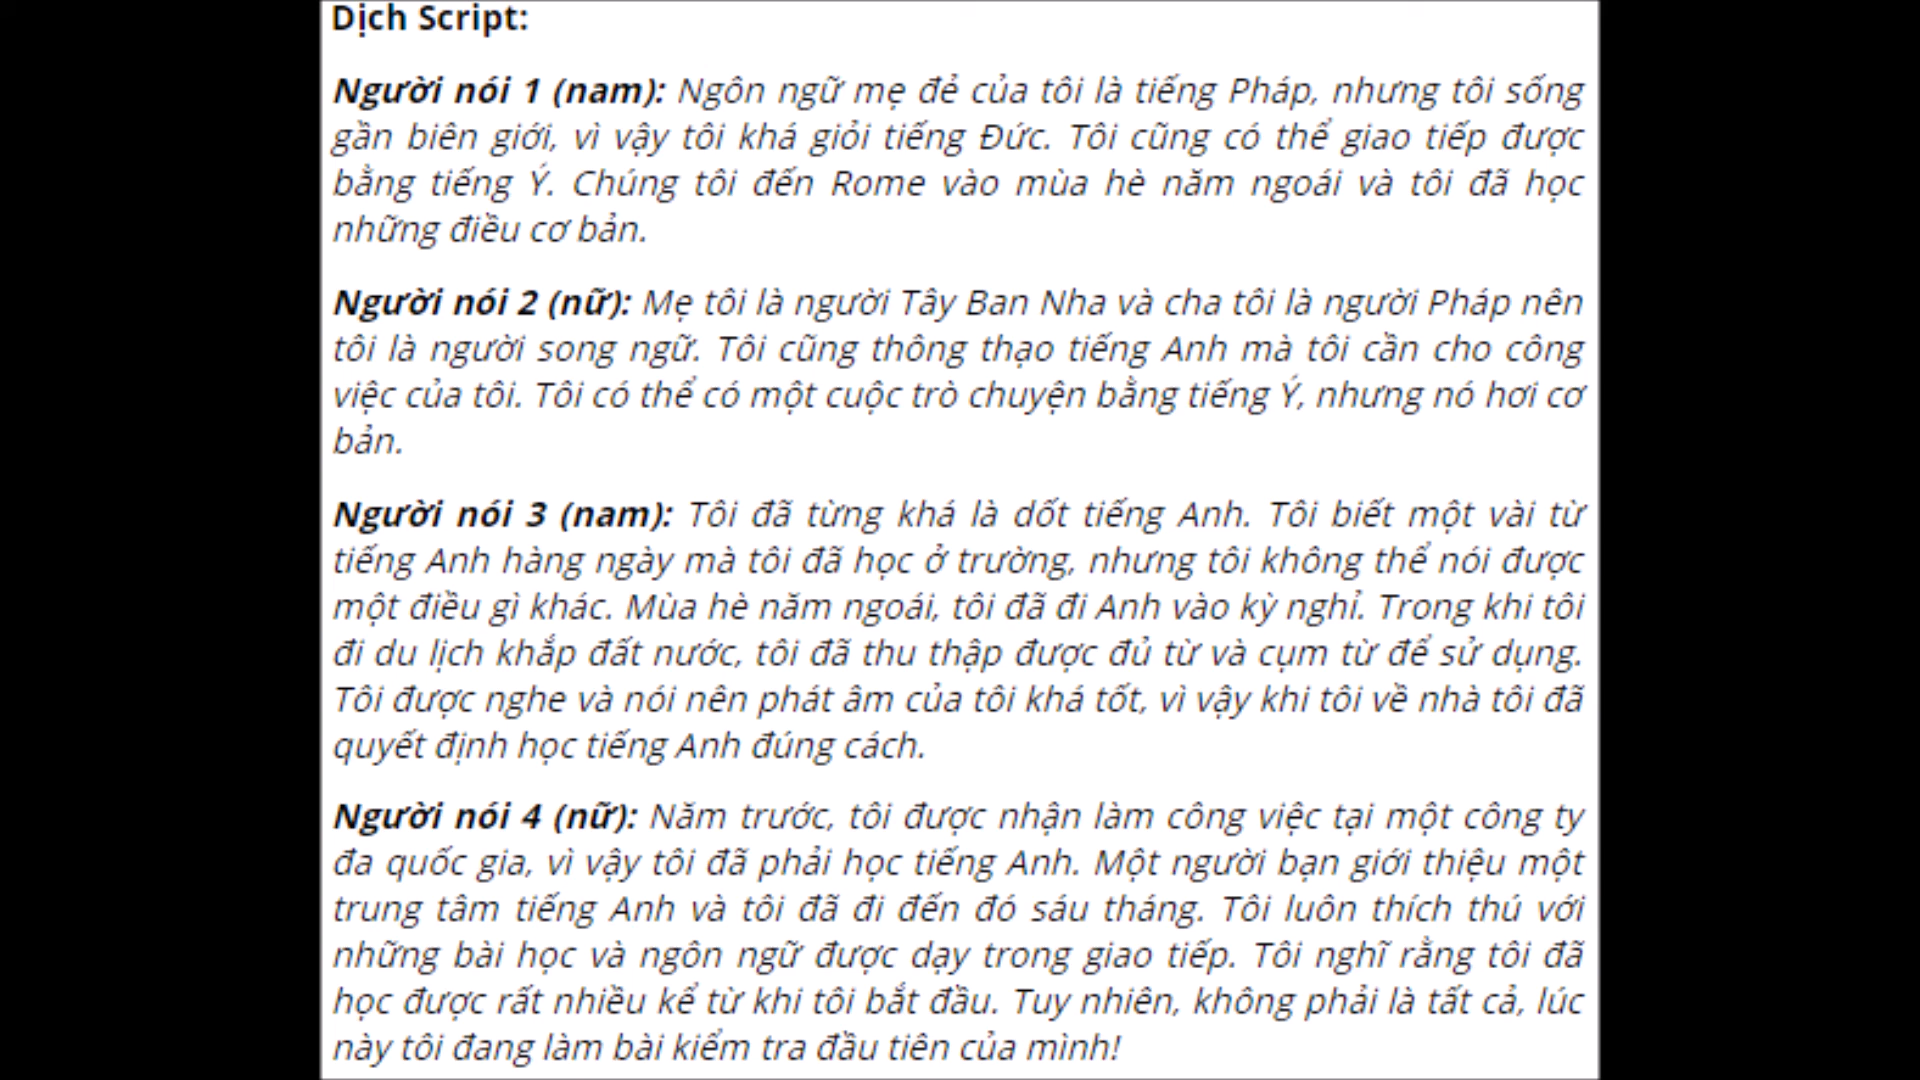 Dịch Script:
Người nói 1 (nam): Ngôn ngữ mẹ đẻ của tôi là tiếng Pháp, nhưng tôi sống
gần biên giới, vì vậy tôi khá giỏi tiếng Đức. Tôi cũng có thể giao tiếp được
bằng tiếng Ý. Chúng tôi đến Rome vào mùa hè năm ngoái và tôi đã học
những điều cơ bản.
Người nói 2 (nữ): Mẹ tôi là người Tây Ban Nha và cha tôi là người Pháp nên
tôi là người song ngữ. Tôi cũng thông thạo tiếng Anh mà tôi cần cho công
việc của tôi. Tôi có thể có một cuộc trò chuyện bằng tiếng Ý, nhưng nó hơi cơ
bản.
Người nói 3 (nam): Tôi đã từng khá là dốt tiếng Anh. Tôi biết một vài từ
tiếng Anh hàng ngày mà tôi đã học ở trường, nhưng tôi không thể nói được
một điều gì khác. Mùa hè năm ngoái, tôi đã đi Anh vào kỳ nghỉ. Trong khi tôi
đi du lịch khắp đất nước, tôi đã thu thập được đủ từ và cụm từ để sử dụng.
Tôi được nghe và nói nên phát âm của tôi khá tốt, vì vậy khi tôi về nhà tôi đã
quyết định học tiếng Anh đúng cách.
Người nói 4 (nữ): Năm trước, tôi được nhận làm công việc tại một công ty
đa quốc gia, vì vậy tôi đã phải học tiếng Anh. Một người bạn giới thiệu một
trung tâm tiếng Anh và tôi đã đi đến đó sáu tháng. Tôi luôn thích thú với
những bài học và ngôn ngữ được dạy trong giao tiếp. Tôi nghĩ rằng tôi đã
học được rất nhiều kể từ khi tôi bắt đầu. Tuy nhiên, không phải là tất cả, lúc
này tôi đang làm bài kiểm tra đầu tiên của mình!